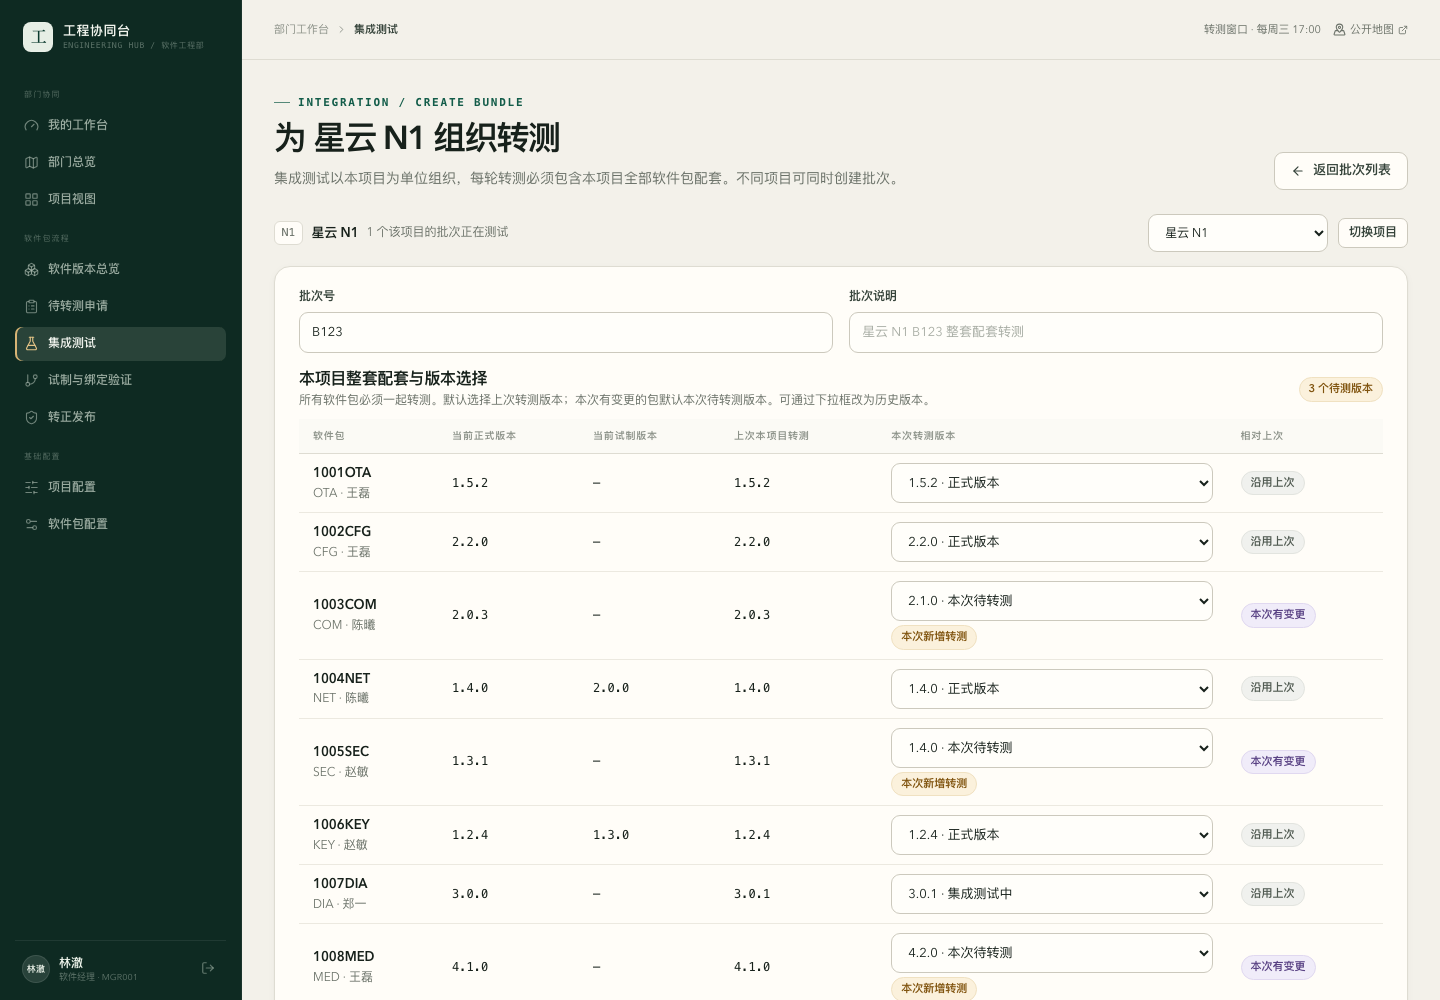 工
工程协同台
ENGINEERING HUB / 软件工程部
部门协同
我的工作台
部门总览
项目视图
软件包流程
软件版本总览
待转测申请
集成测试
试制与绑定验证
转正发布
基础配置
项目配置
软件包配置
林澈
林澈
软件经理 · MGR001
部门工作台 > 集成测试
转测窗口 · 每周三 17:00
公开地图
INTEGRATION / CREATE BUNDLE
为 星云 N1 组织转测
集成测试以本项目为单位组织，每轮转测必须包含本项目全部软件包配套。不同项目可同时创建批次。
返回批次列表
N1 星云 N1 1 个该项目的批次正在测试
星云 N1
切换项目
批次号
批次说明
B123
星云 N1 B123 整套配套转测
本项目整套配套与版本选择
所有软件包必须一起转测。默认选择上次转测版本；本次有变更的包默认本次待转测版本。可通过下拉框改为历史版本。
3 个待测版本
软件包 当前正式版本 当前试制版本 上次本项目转测 本次转测版本 相对上次
1001OTA
OTA · 王磊
1.5.2 — 1.5.2 1.5.2 · 正式版本 沿用上次
1002CFG
CFG · 王磊
2.2.0 — 2.2.0 2.2.0 · 正式版本 沿用上次
1003COM
COM · 陈曦
2.0.3 — 2.0.3 2.1.0 · 本次待转测 本次有变更
本次新增转测
1004NET
NET · 陈曦
1.4.0 2.0.0 1.4.0 1.4.0 · 正式版本 沿用上次
1005SEC
SEC · 赵敏
1.3.1 — 1.3.1 1.4.0 · 本次待转测 本次有变更
本次新增转测
1006KEY
KEY · 赵敏
1.2.4 1.3.0 1.2.4 1.2.4 · 正式版本 沿用上次
1007DIA
DIA · 郑一
3.0.0 — 3.0.1 3.0.1 · 集成测试中 沿用上次
1008MED
MED · 王磊
4.1.0 — 4.1.0 4.2.0 · 本次待转测 本次有变更
本次新增转测